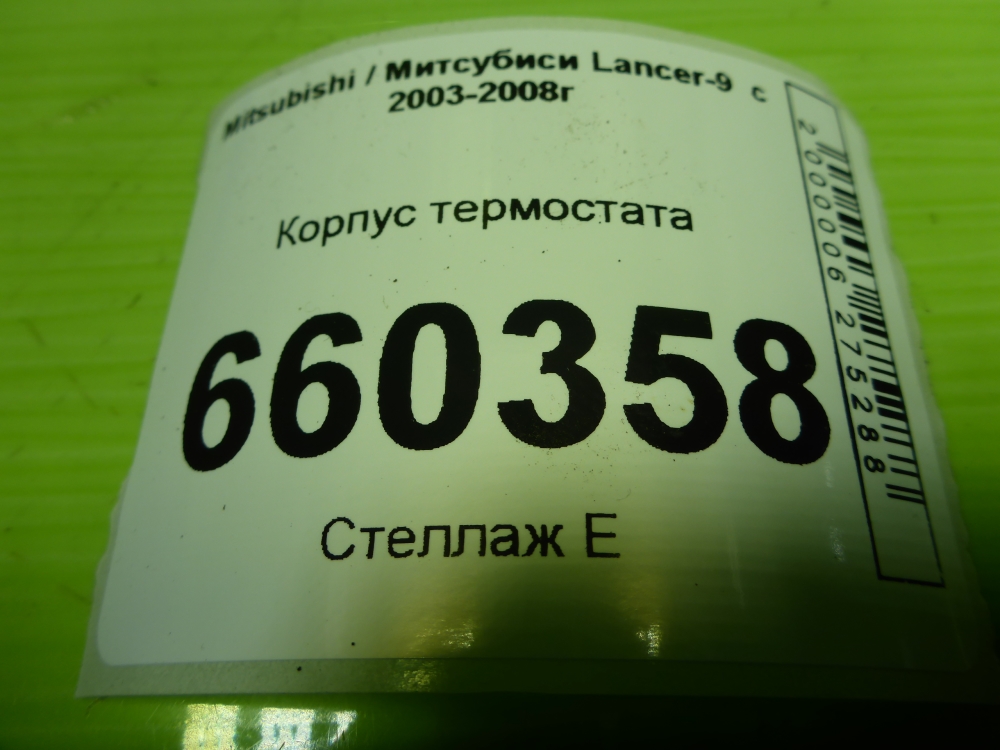 Mitsubishi / Митсубиси Lancer-9 с
2003-2008г
Корпус термостата
660358
Стеллаж Е
2000006275288